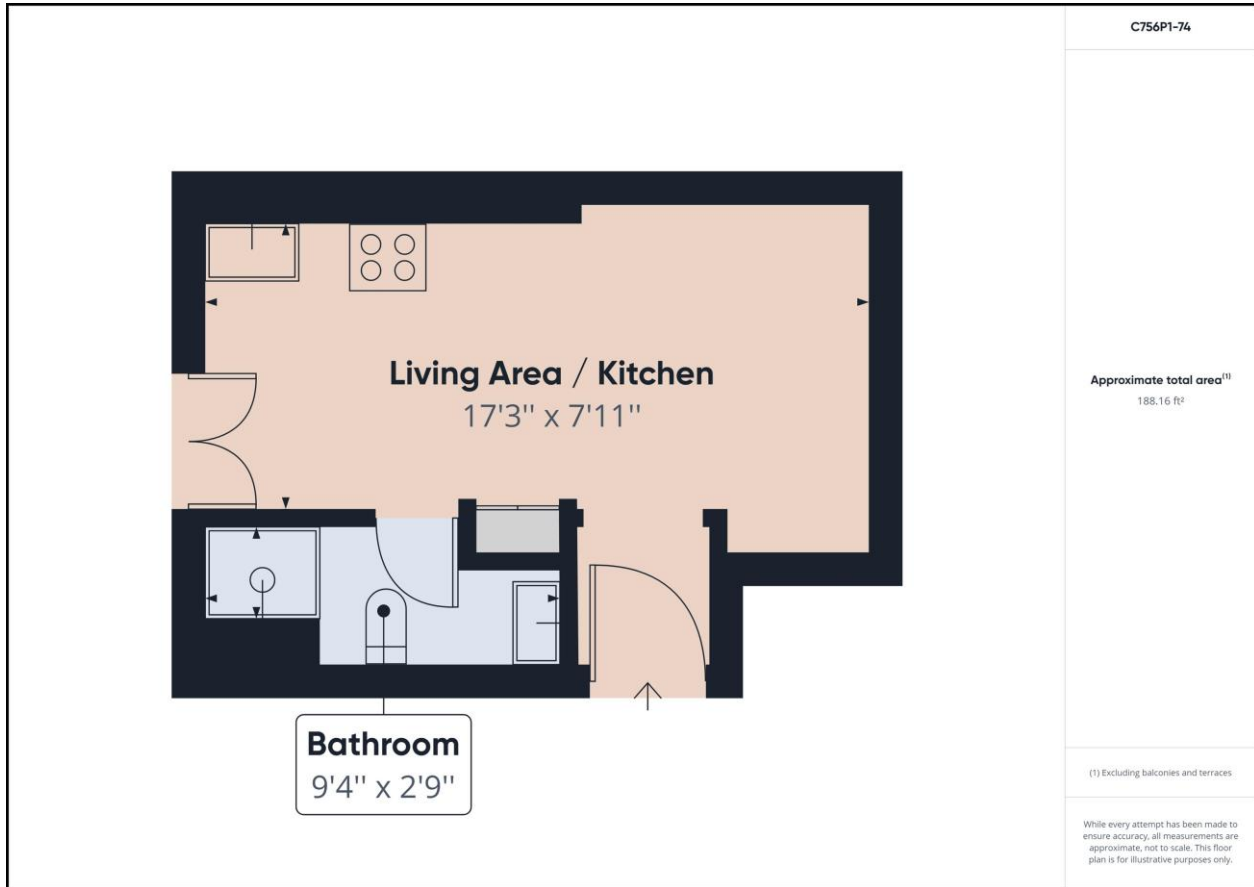 C756P1-74
Living Area / Kitchen
17'3'' x 7'11''
Bathroom
9'4'' x 2'9''
Approximate total area(1)
188.16 ft²
(1) Excluding balconies and terraces
While every attempt has been made to
ensure accuracy, all measurements are
approximate, not to scale. This floor
plan is for illustrative purposes only.